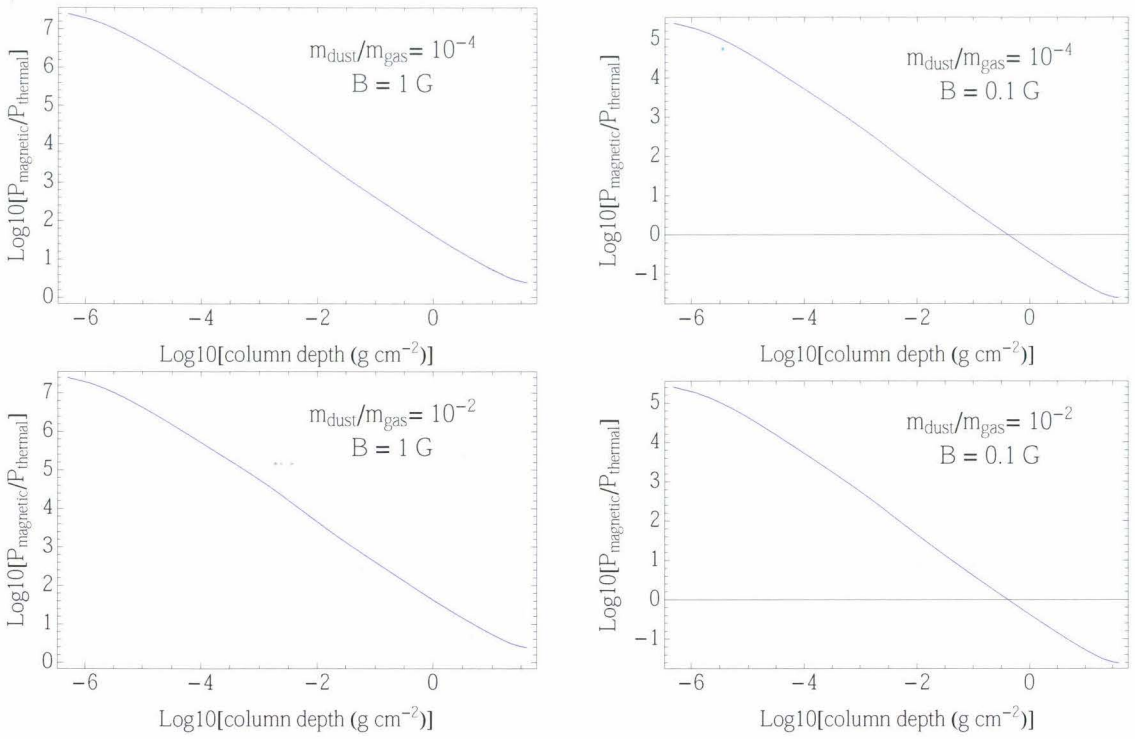 Log10[P_magnetic/P_thermal]
7
6
5
4
3
2
1
0
m_dust/m_gas= 10⁻⁴
B = 1 G
−6
−4
−2
0
Log10[column depth (g cm⁻²)]
Log10[P_magnetic/P_thermal]
5
4
3
2
1
0
−1
m_dust/m_gas= 10⁻⁴
B = 0.1 G
−6
−4
−2
0
Log10[column depth (g cm⁻²)]
Log10[P_magnetic/P_thermal]
7
6
5
4
3
2
1
0
m_dust/m_gas= 10⁻²
B = 1 G
−6
−4
−2
0
Log10[column depth (g cm⁻²)]
Log10[P_magnetic/P_thermal]
5
4
3
2
1
0
−1
m_dust/m_gas= 10⁻²
B = 0.1 G
−6
−4
−2
0
Log10[column depth (g cm⁻²)]